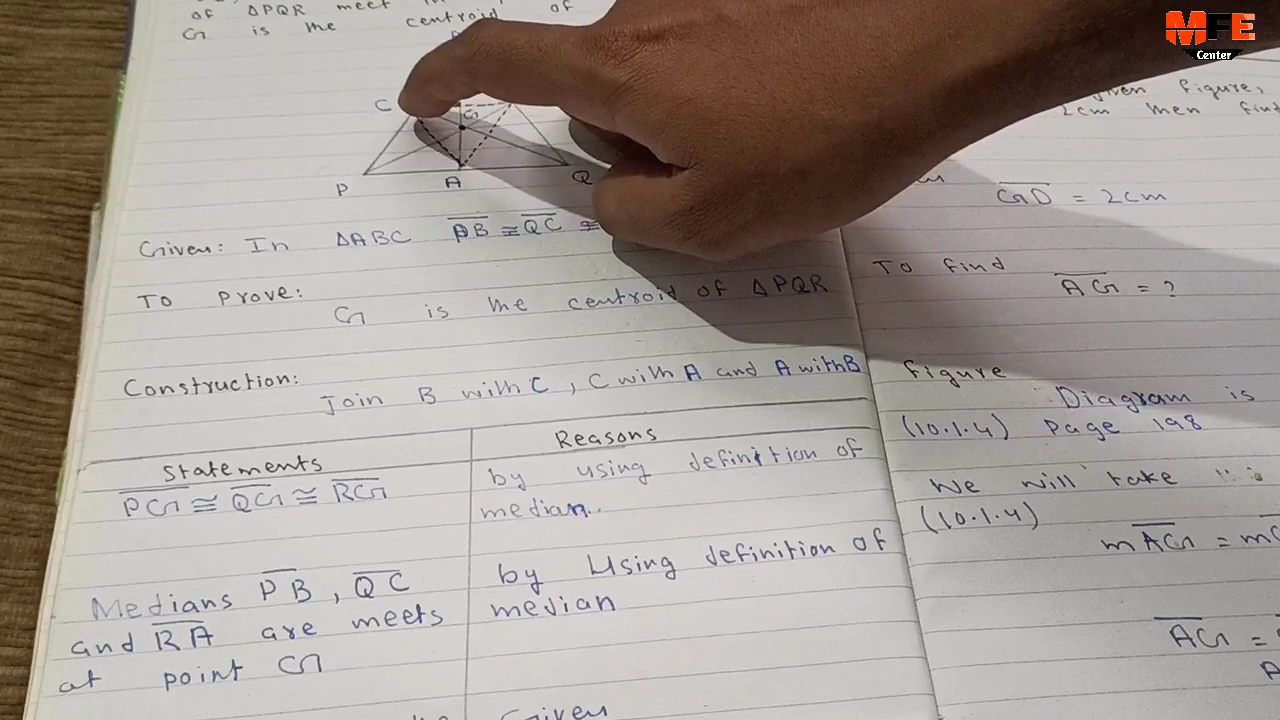 of ΔPQR meet
G is the centroid of
C
G
P
A
Q
Given: In ΔABC PB ≅ QC ≅
To Prove:
G is the centroid of ΔPQR
Construction:
Join B with C, C with A and A with B
Statements
Reasons
PG ≅ QG ≅ RG
by using definition of
median.
Medians PB, QC
and RA are meets
at point G
by Using definition of
median
Given
given figure,
2cm then find
GD = 2cm
To find
AG = ?
Figure
Diagram is
(10.1.4) Page 198
We will take
(10.1.4)
mAG =
AG =
MFE
Center